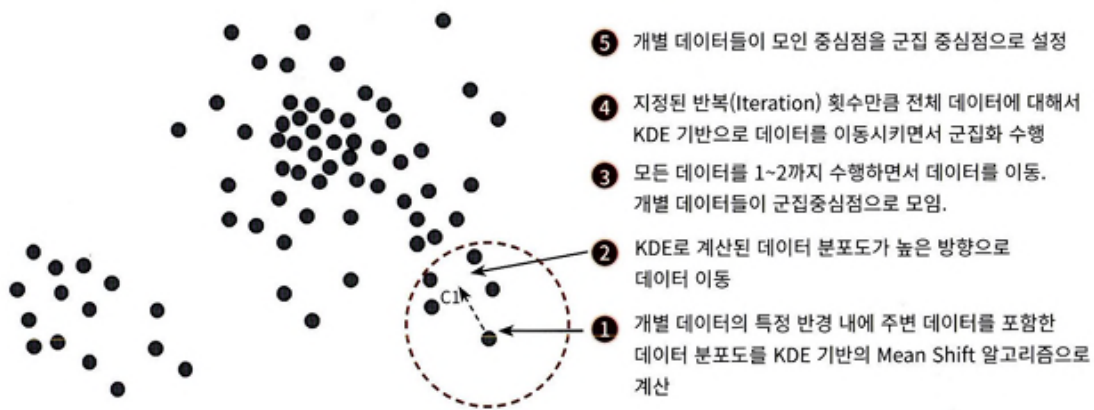 5 개별 데이터들이 모인 중심점을 군집 중심점으로 설정
4 지정된 반복(Iteration) 횟수만큼 전체 데이터에 대해서
KDE 기반으로 데이터를 이동시키면서 군집화 수행
3 모든 데이터를 1~2까지 수행하면서 데이터를 이동.
개별 데이터들이 군집중심점으로 모임.
2 KDE로 계산된 데이터 분포도가 높은 방향으로
데이터 이동
C1
1 개별 데이터의 특정 반경 내에 주변 데이터를 포함한
데이터 분포도를 KDE 기반의 Mean Shift 알고리즘으로
계산